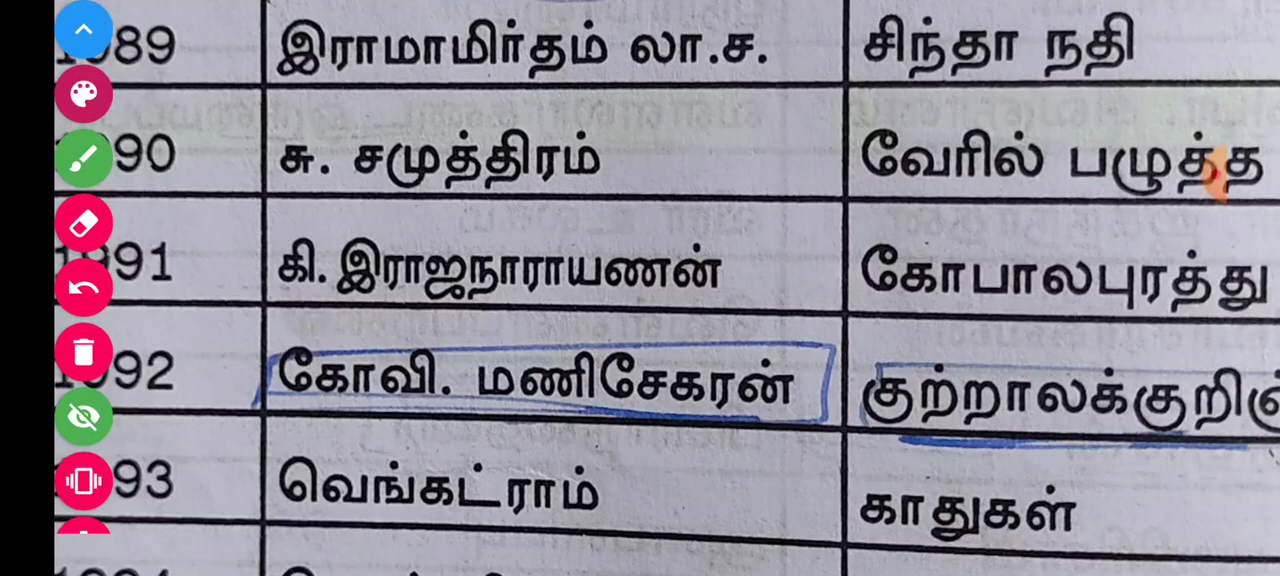 1989 இராமாமிர்தம் லா.ச. சிந்தா நதி
1990 சு. சமுத்திரம் வேரில் பழுத்த
1991 கி.இராஜநாராயணன் கோபாலபுரத்து
1992 கோவி. மணிசேகரன் குற்றாலக்குறிஞ்
1993 வெங்கட்ராம் காதுகள்